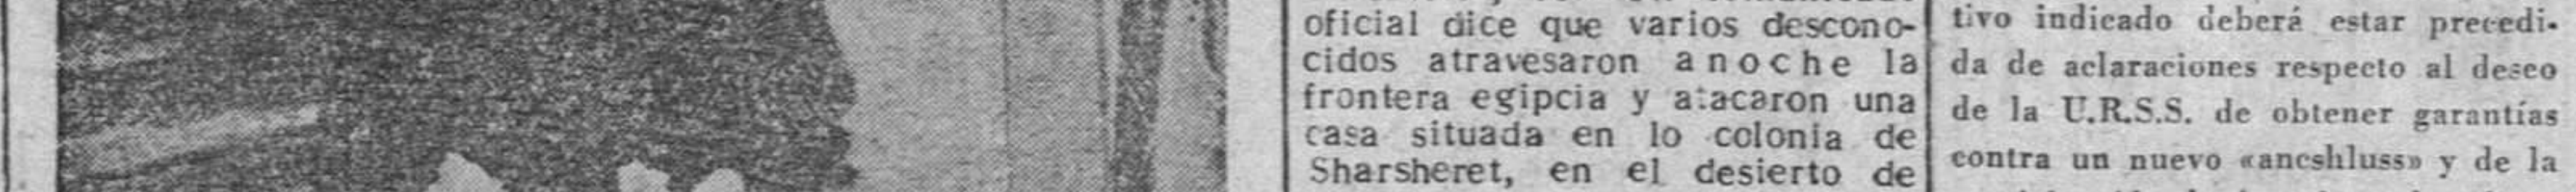 oficial dice que varios descono-
cidos atravesaron anoche la
frontera egipcia y atacaron una
casa situada en lo colonia de
Sharsheret, en el desierto de
tivo indicado deberá estar precedi-
da de aclaraciones respecto al deseo
de la U.R.S.S. de obtener garantías
contra un nuevo «ancshluss» y de la